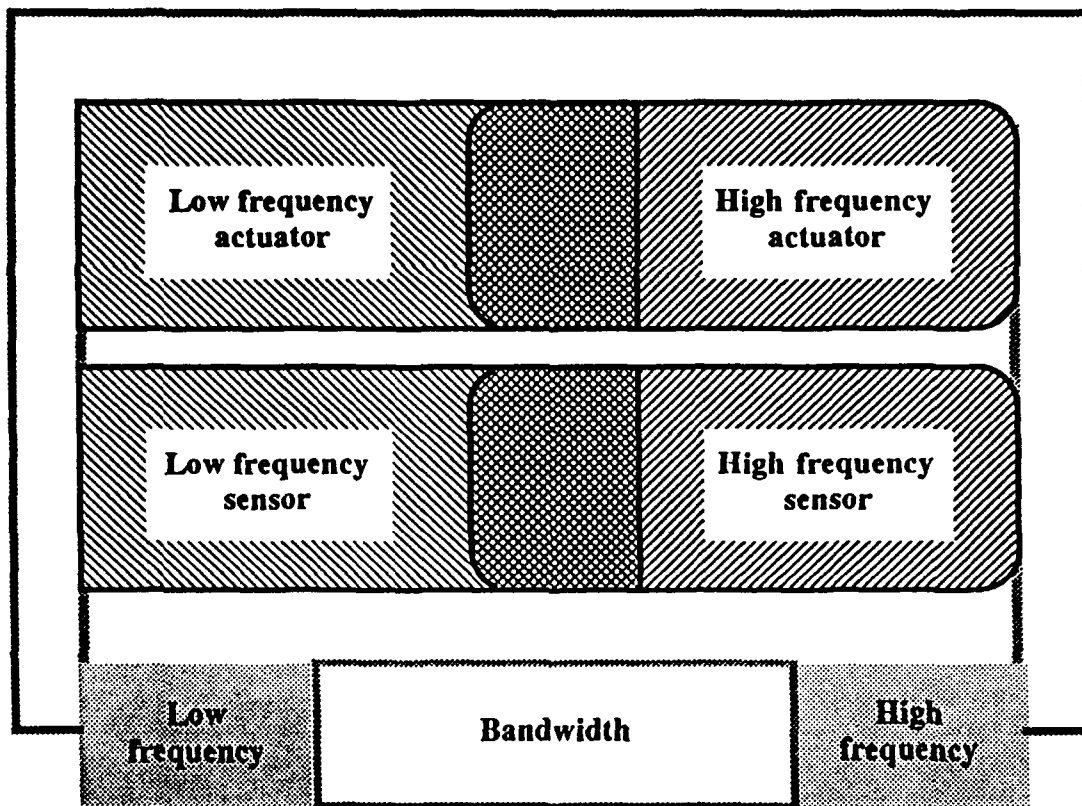 Low frequency
actuator
High frequency
actuator
Low frequency
sensor
High frequency
sensor
Low
frequency
Bandwidth
High
frequency